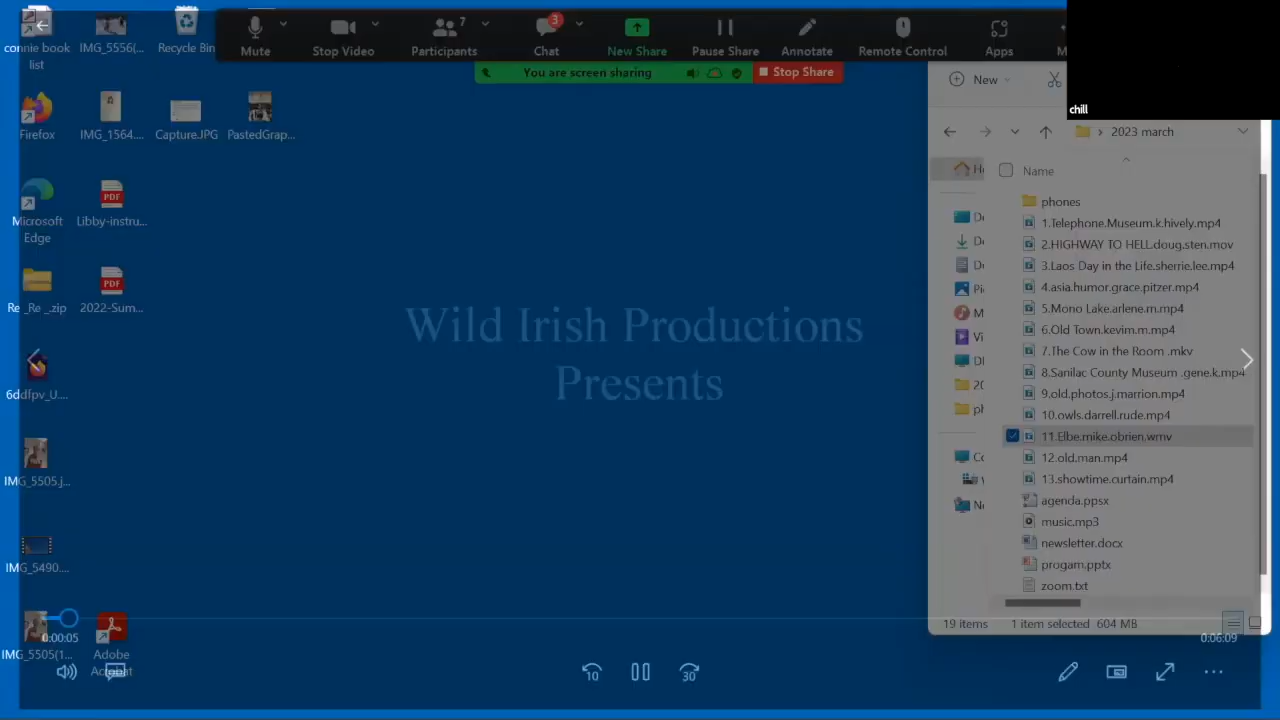 connie book
list
IMG_5556(...
Recycle Bin
Mute
Stop Video
7
Participants
3
Chat
New Share
Pause Share
Annotate
Remote Control
Apps
M
You are screen sharing
Stop Share
chill
New
2023 march
Name
Firefox
IMG_1564....
Capture.JPG
PastedGrap...
Microsoft
Edge
Libby-instru...
Re_Re_.zip
2022-Sum...
6ddfpv_U....
IMG_5505.j...
IMG_5490....
IMG_5505(1...
Adobe
Acrobat
Wild Irish Productions
Presents
phones
1.Telephone.Museum.k.hively.mp4
2.HIGHWAY TO HELL.doug.sten.mov
3.Laos Day in the Life.sherrie.lee.mp4
4.asia.humor.grace.pitzer.mp4
5.Mono Lake.arlene.m.mp4
6.Old Town.kevim.m.mp4
7.The Cow in the Room .mkv
8.Sanilac County Museum .gene.k.mp4
9.old.photos.j.marrion.mp4
10.owls.darrell.rude.mp4
11.Elbe.mike.obrien.wmv
12.old.man.mp4
13.showtime.curtain.mp4
agenda.ppsx
music.mp3
newsletter.docx
progam.pptx
zoom.txt
19 items
1 item selected 604 MB
0:00:05
0:06:09
10
30